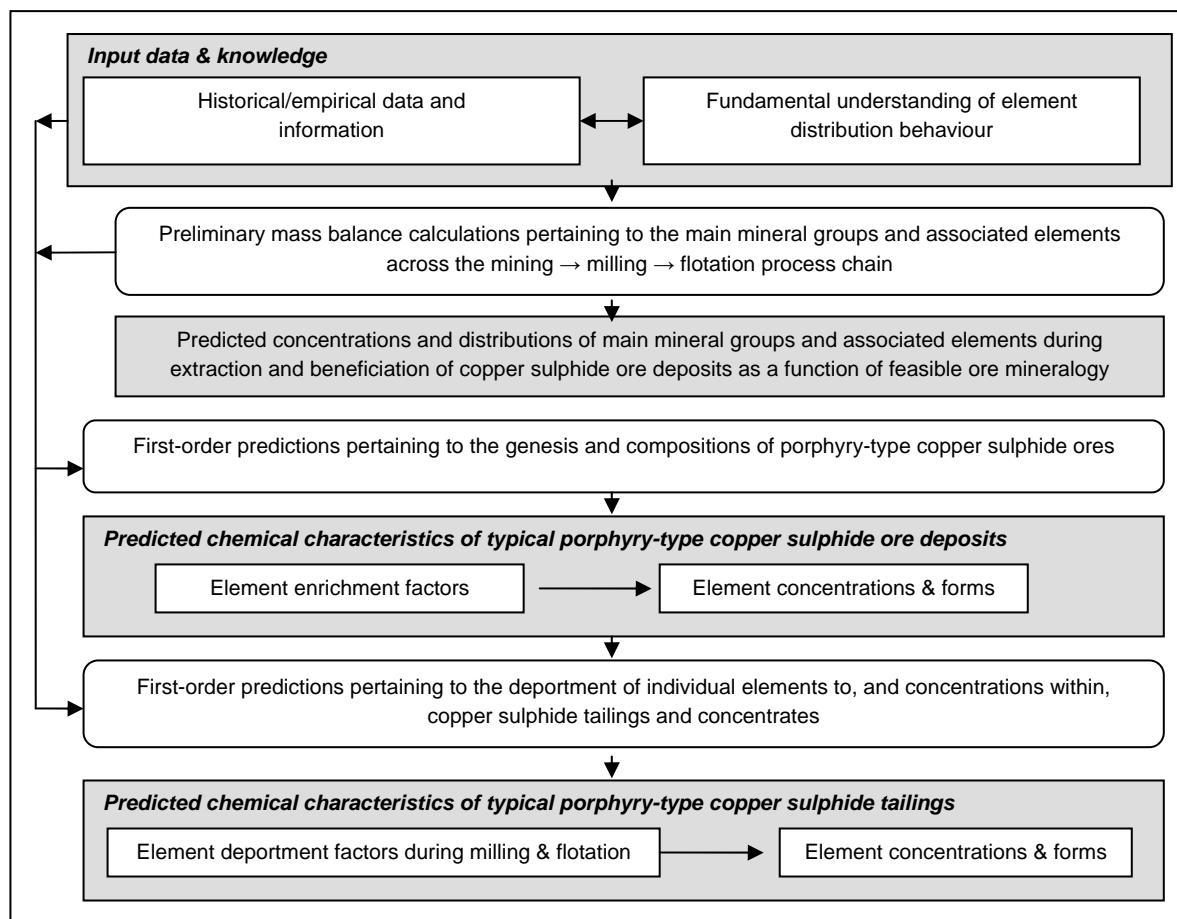 Input data & knowledge
Historical/empirical data and
information
Fundamental understanding of element
distribution behaviour
Preliminary mass balance calculations pertaining to the main mineral groups and associated elements
across the mining → milling → flotation process chain
Predicted concentrations and distributions of main mineral groups and associated elements during
extraction and beneficiation of copper sulphide ore deposits as a function of feasible ore mineralogy
First-order predictions pertaining to the genesis and compositions of porphyry-type copper sulphide ores
Predicted chemical characteristics of typical porphyry-type copper sulphide ore deposits
Element enrichment factors
Element concentrations & forms
First-order predictions pertaining to the department of individual elements to, and concentrations within,
copper sulphide tailings and concentrates
Predicted chemical characteristics of typical porphyry-type copper sulphide tailings
Element department factors during milling & flotation
Element concentrations & forms